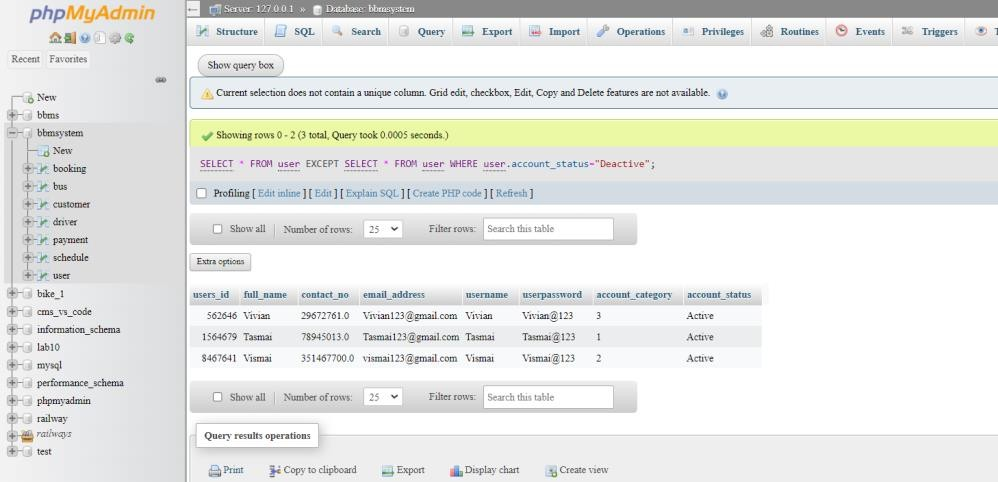 phpMyAdmin
Recent Favorites
New
bbms
bbmsystem
New
booking
bus
customer
driver
payment
schedule
user
bike_1
cms_vs_code
information_schema
lab10
mysql
performance_schema
phpmyadmin
railway
railways
test
Server: 127.0.0.1 » Database: bbmsystem
Structure SQL Search Query Export Import Operations Privileges Routines Events Triggers
Show query box
Current selection does not contain a unique column. Grid edit, checkbox, Edit, Copy and Delete features are not available.
Showing rows 0 - 2 (3 total, Query took 0.0005 seconds.)
SELECT * FROM user EXCEPT SELECT * FROM user WHERE user.account_status="Deactive";
Profiling [ Edit inline ] [ Edit ] [ Explain SQL ] [ Create PHP code ] [ Refresh ]
Show all Number of rows: 25 Filter rows: Search this table
Extra options
users_id full_name contact_no email_address username userpassword account_category account_status
562646 Vivian 29672761.0 Vivian123@gmail.com Vivian Vivian@123 3 Active
1564679 Tasmai 78945013.0 Tasmai123@gmail.com Tasmai Tasmai@123 1 Active
8467641 Vismai 351467700.0 vismai123@gmail.com Vismai Vismai@123 2 Active
Show all Number of rows: 25 Filter rows: Search this table
Query results operations
Print Copy to clipboard Export Display chart Create view